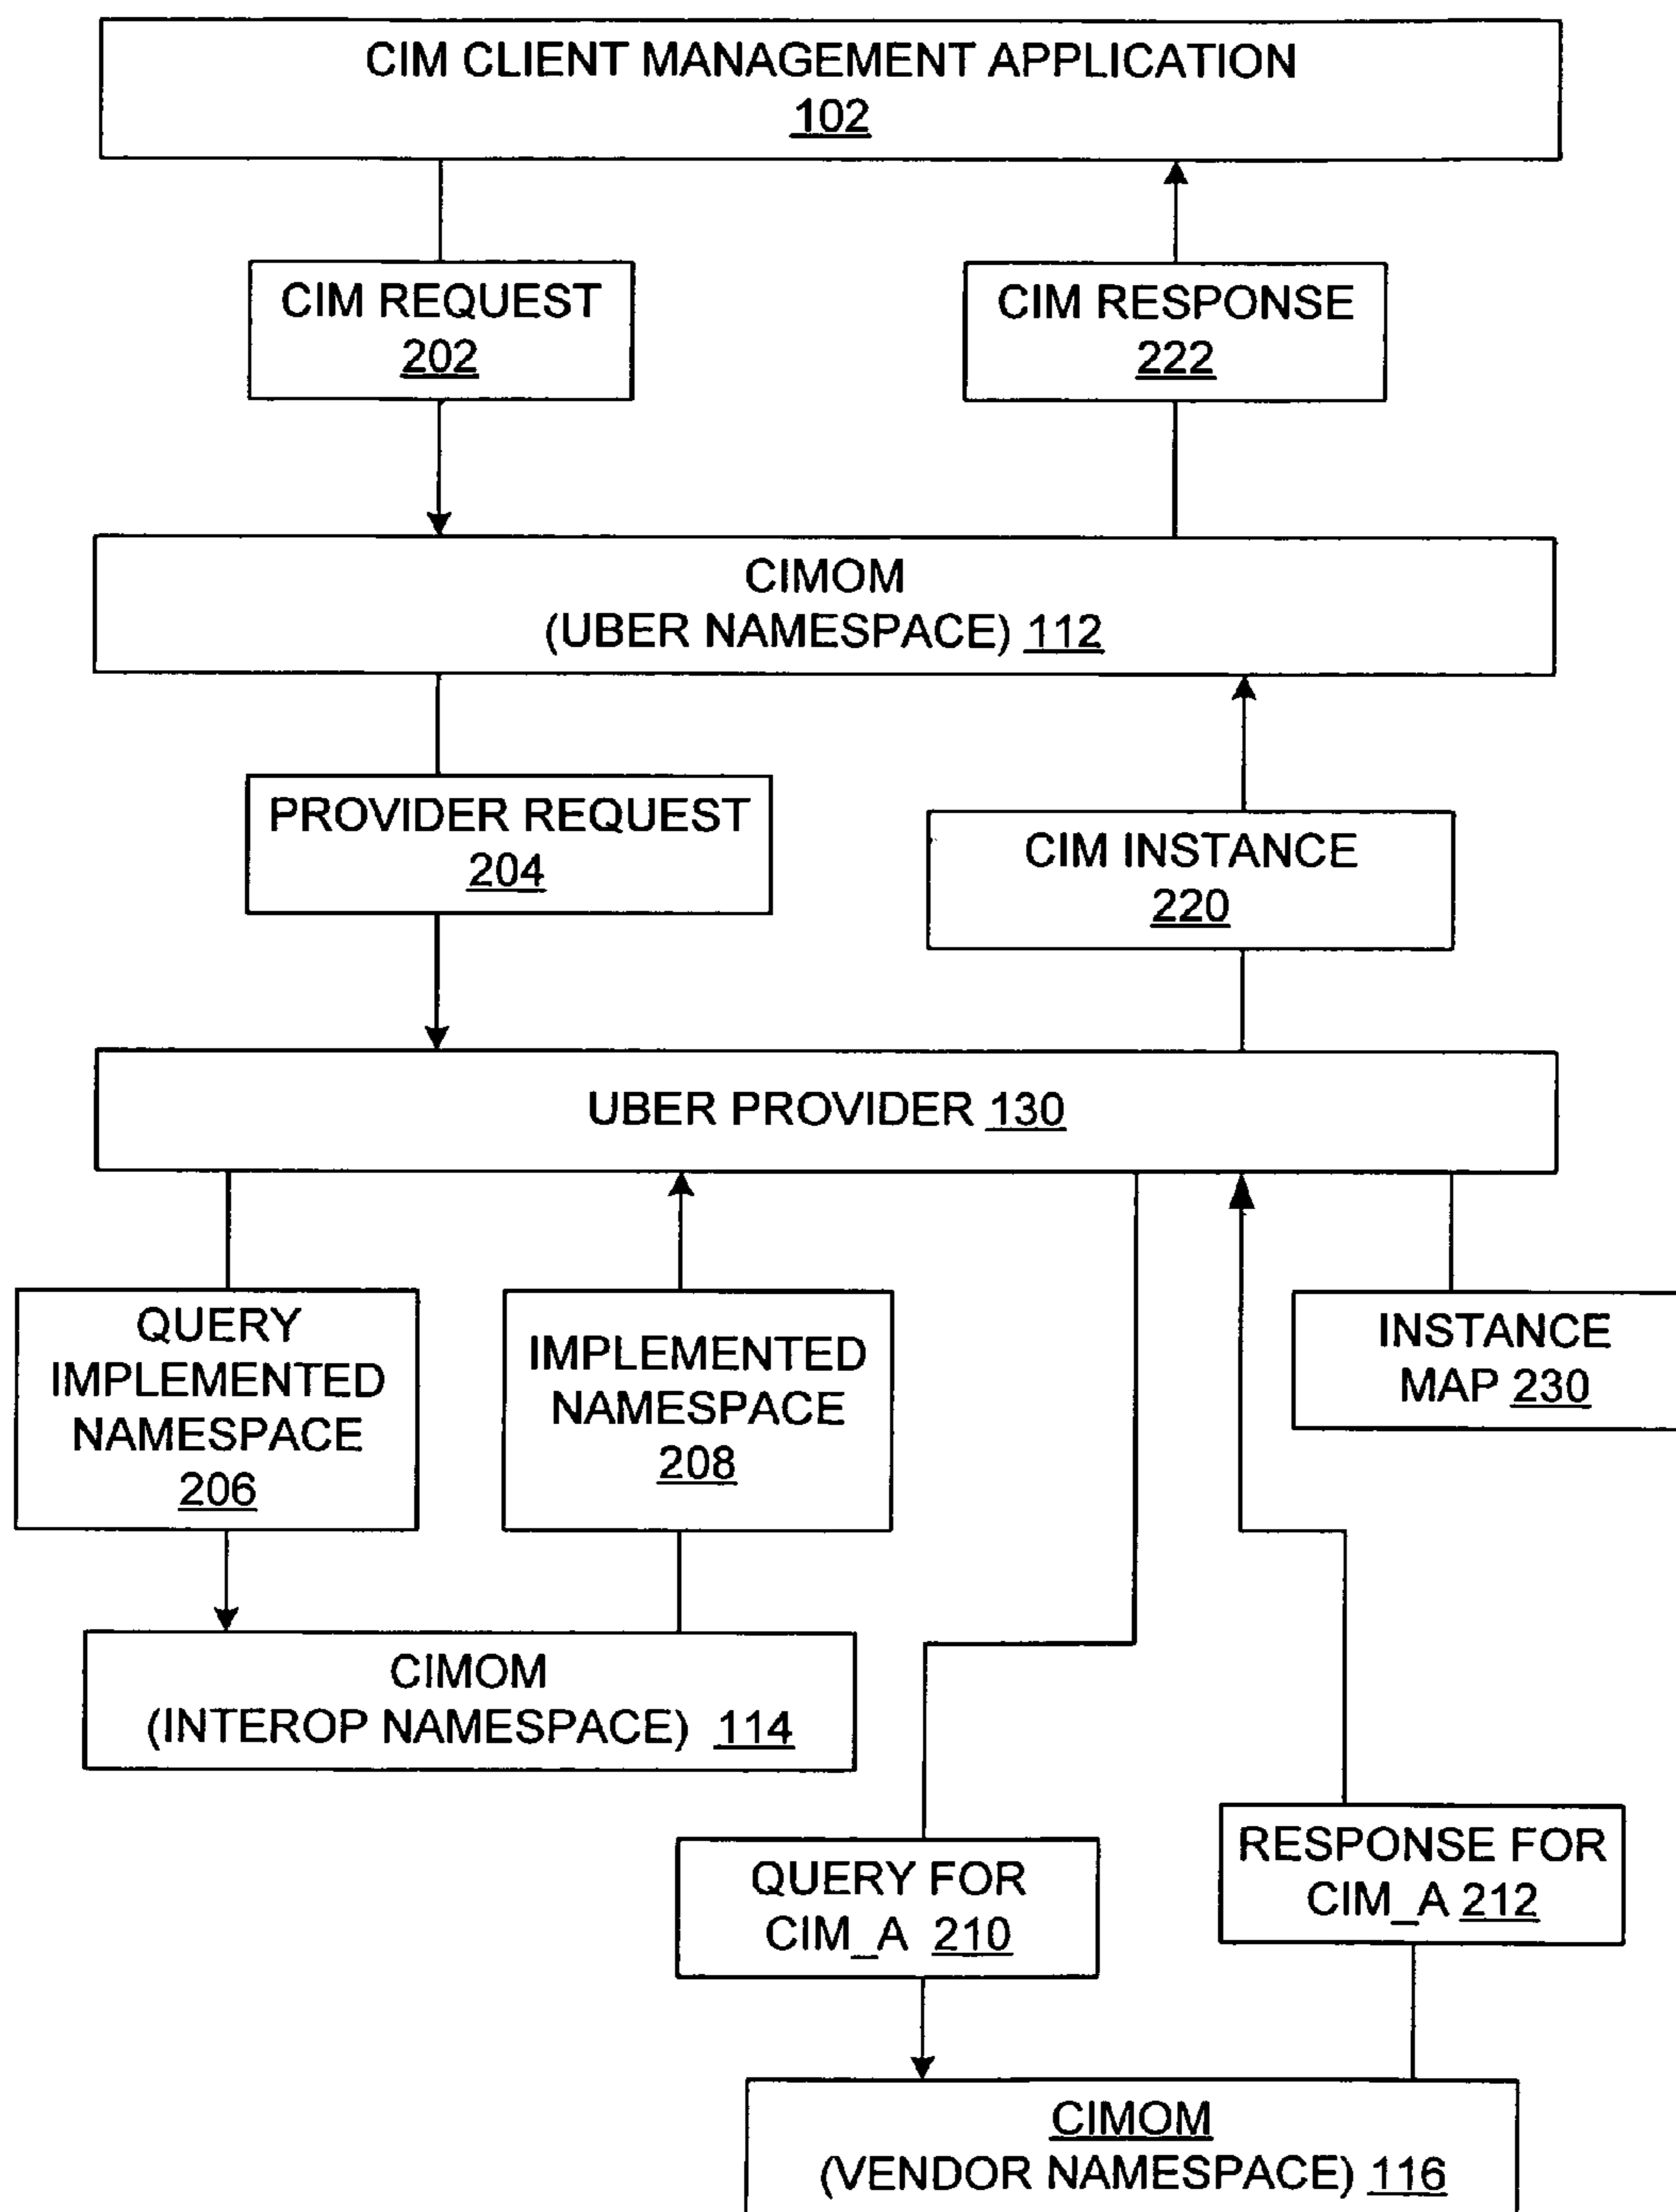 CIM CLIENT MANAGEMENT APPLICATION
102
CIM REQUEST
202
CIM RESPONSE
222
CIMOM
(UBER NAMESPACE) 112
PROVIDER REQUEST
204
CIM INSTANCE
220
UBER PROVIDER 130
QUERY
IMPLEMENTED
NAMESPACE
206
IMPLEMENTED
NAMESPACE
208
INSTANCE
MAP 230
CIMOM
(INTEROP NAMESPACE) 114
QUERY FOR
CIM_A 210
RESPONSE FOR
CIM_A 212
CIMOM
(VENDOR NAMESPACE) 116